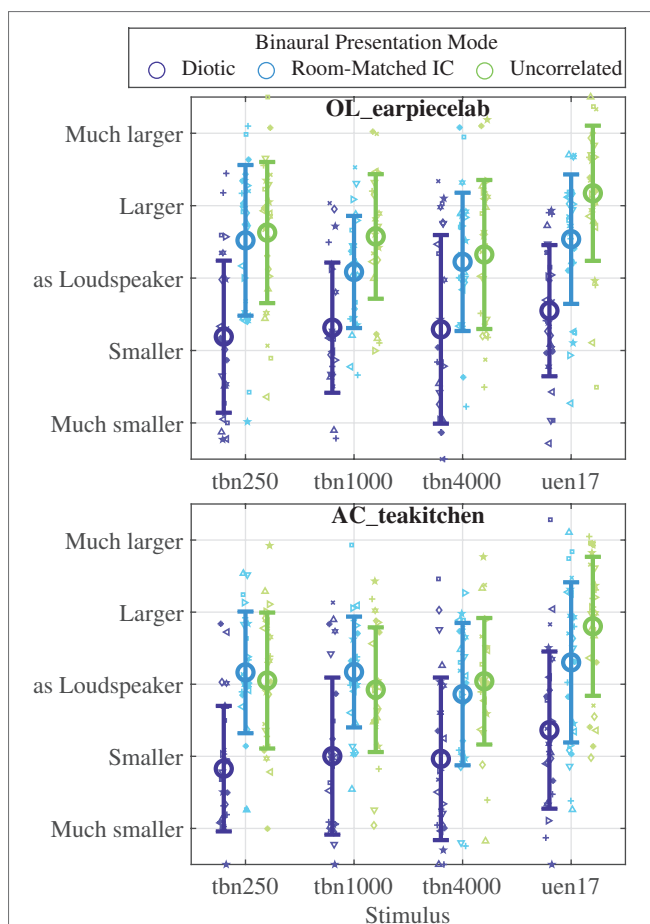 Binaural Presentation Mode
Diotic Room-Matched IC Uncorrelated
OL_earpiecelab
Much larger
Larger
as Loudspeaker
Smaller
Much smaller
tbn250 tbn1000 tbn4000 uen17
AC_teakitchen
Much larger
Larger
as Loudspeaker
Smaller
Much smaller
tbn250 tbn1000 tbn4000 uen17
Stimulus